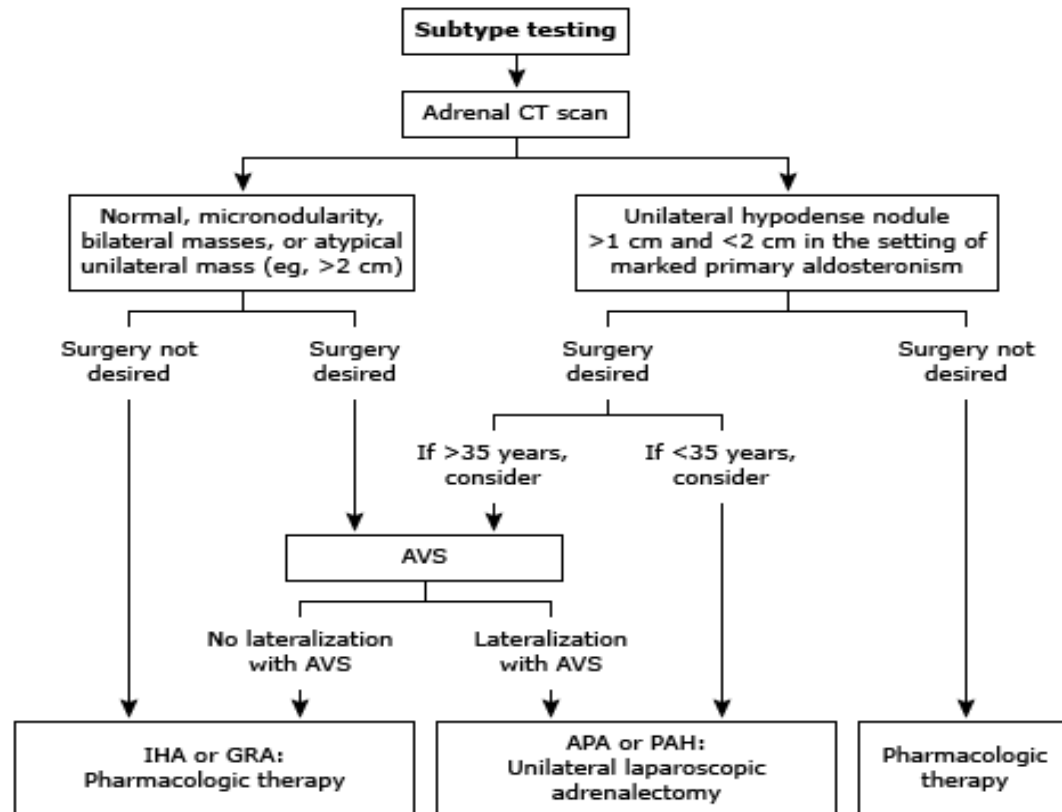 Subtype testing
Adrenal CT scan
Normal, micronodularity,
bilateral masses, or atypical
unilateral mass (eg, >2 cm)
Unilateral hypodense nodule
>1 cm and <2 cm in the setting of
marked primary aldosteronism
Surgery not
desired
Surgery
desired
Surgery
desired
Surgery not
desired
If >35 years,
consider
If <35 years,
consider
AVS
No lateralization
with AVS
Lateralization
with AVS
IHA or GRA:
Pharmacologic therapy
APA or PAH:
Unilateral laparoscopic
adrenalectomy
Pharmacologic
therapy